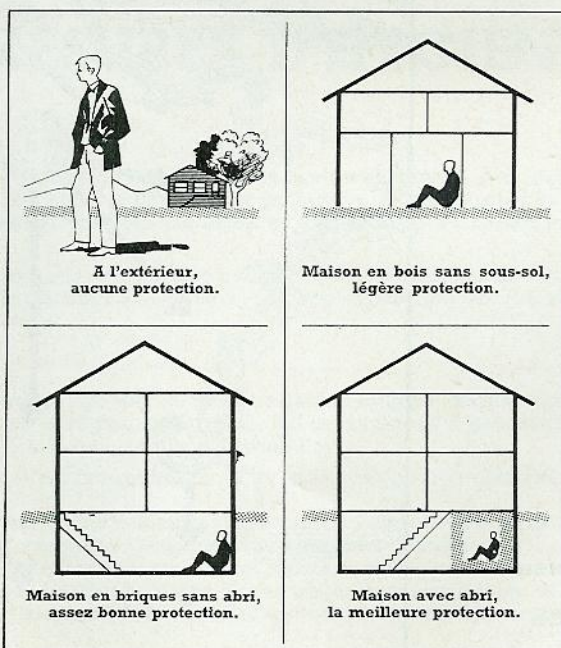 A l'extérieur,
aucune protection.
Maison en bois sans sous-sol,
légère protection.
Maison en briques sans abri,
assez bonne protection.
Maison avec abri,
la meilleure protection.